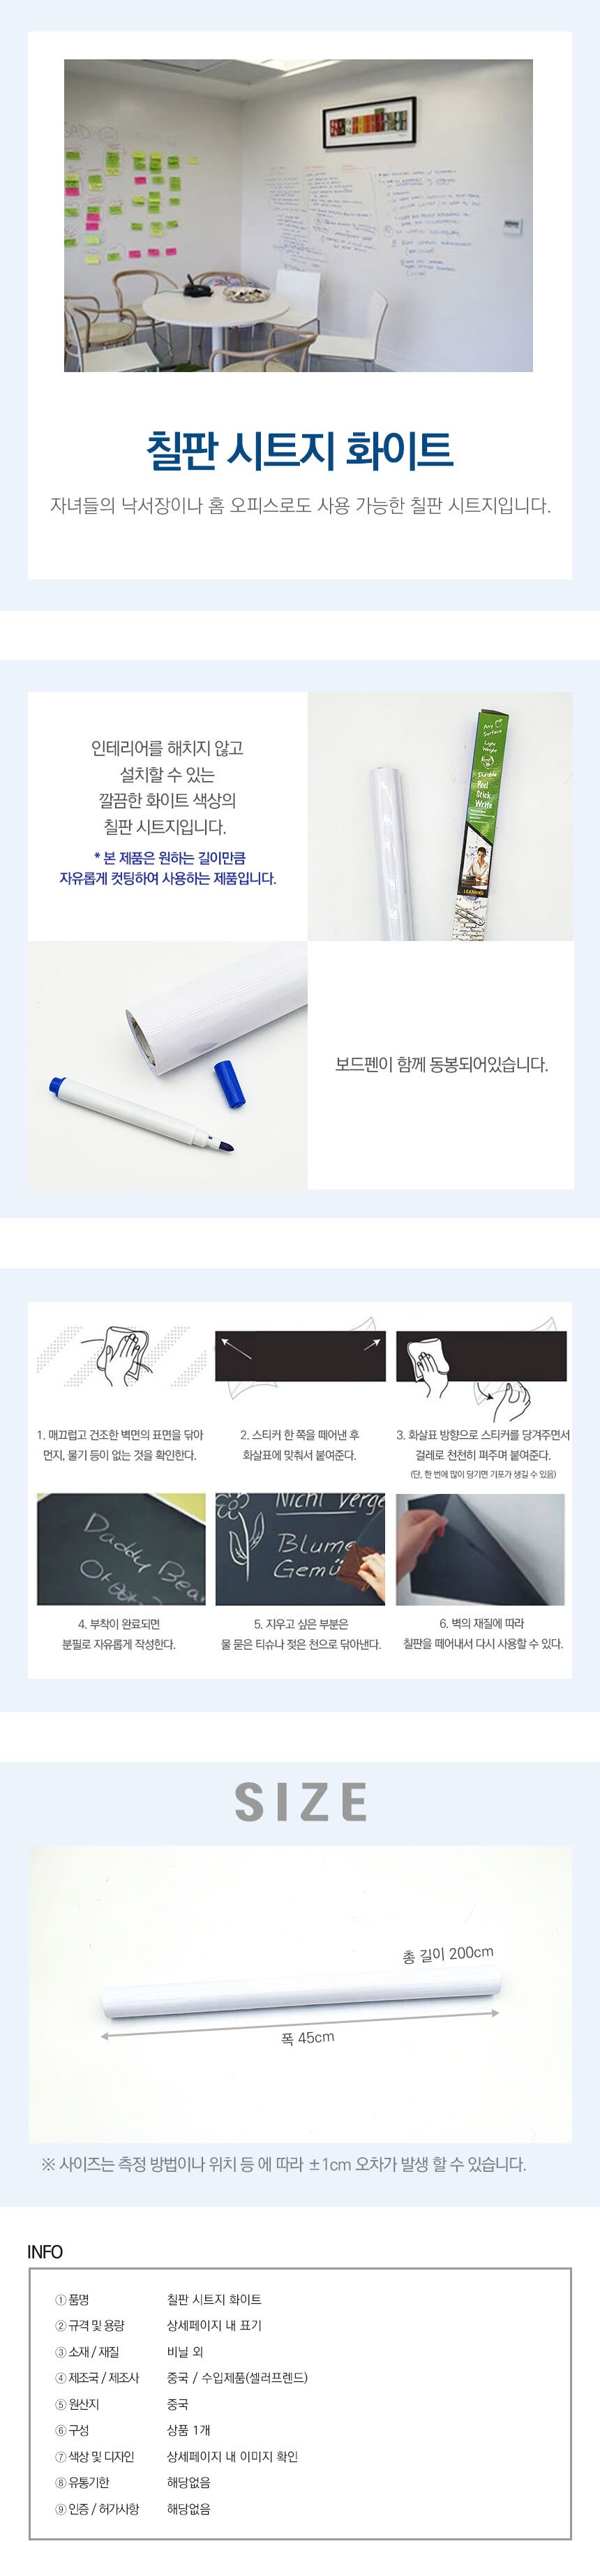 칠판 시트지 화이트
자녀들의 낙서장이나 홈 오피스로도 사용 가능한 칠판 시트지입니다.
인테리어를 해치지 않고
설치할 수 있는
깔끔한 화이트 색상의
칠판 시트지입니다.
* 본 제품은 원하는 길이만큼
자유롭게 컷팅하여 사용하는 제품입니다.
Any
Surface
Light
Weight
Durable
Peel
Stick
Write
LEARNING
보드펜이 함께 동봉되어있습니다.
1. 매끄럽고 건조한 벽면의 표면을 닦아
먼지, 물기 등이 없는 것을 확인한다.
2. 스티커 한 쪽을 떼어낸 후
화살표에 맞춰서 붙여준다.
3. 화살표 방향으로 스티커를 당겨주면서
걸레로 천천히 펴주며 붙여준다.
(단, 한 번에 많이 당기면 기포가 생길 수 있음)
Daddy Bea
Nicht verge
Blume
Gemü
4. 부착이 완료되면
분필로 자유롭게 작성한다.
5. 지우고 싶은 부분은
물 묻은 티슈나 젖은 천으로 닦아낸다.
6. 벽의 재질에 따라
칠판을 떼어내서 다시 사용할 수 있다.
SIZE
총 길이 200cm
폭 45cm
※ 사이즈는 측정 방법이나 위치 등 에 따라 ±1cm 오차가 발생 할 수 있습니다.
INFO
① 품명 칠판 시트지 화이트
② 규격 및 용량 상세페이지 내 표기
③ 소재 / 재질 비닐 외
④ 제조국 / 제조사 중국 / 수입제품(셀러프렌드)
⑤ 원산지 중국
⑥ 구성 상품 1개
⑦ 색상 및 디자인 상세페이지 내 이미지 확인
⑧ 유통기한 해당없음
⑨ 인증 / 허가사항 해당없음